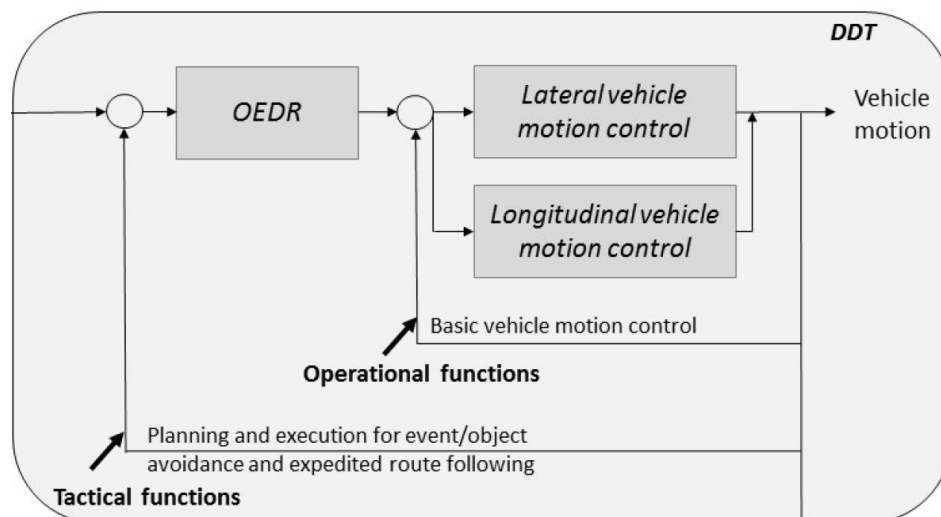 DDT
OEDR
Lateral vehicle
motion control
Longitudinal vehicle
motion control
Vehicle
motion
Basic vehicle motion control
Operational functions
Planning and execution for event/object
avoidance and expedited route following
Tactical functions